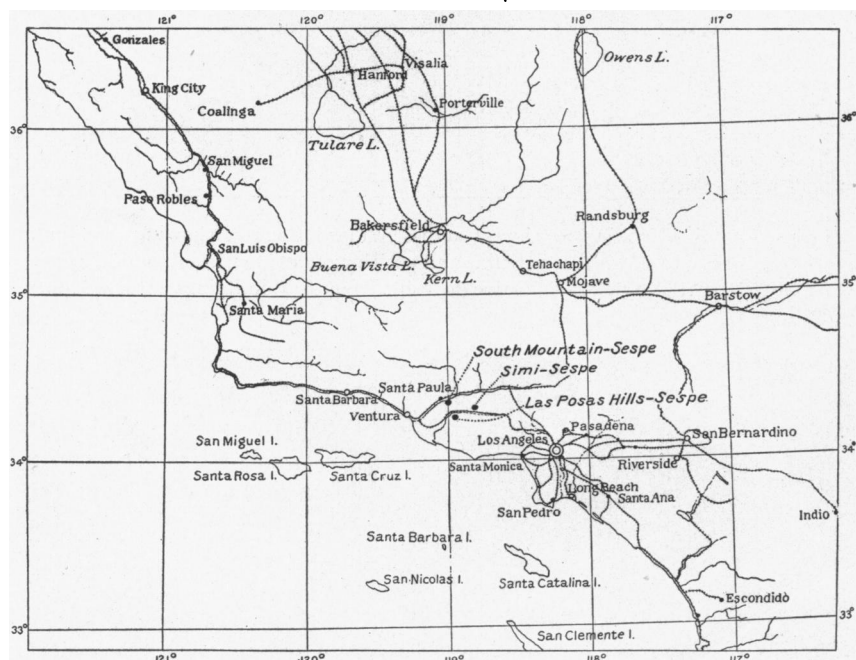 121°
120°
119°
118°
117°
Gonzales
Visalia
Owens L.
Hanford
King City
Porterville
Coalinga
36°
36°
Tulare L.
San Miguel
Paso Robles
Randsburg
Bakersfield
San Luis Obispo
Tehachapi
Buena Vista L.
Kern L.
Mojave
35°
35°
Barstow
Santa Maria
South Mountain-Sespe
Simi-Sespe
Santa Paula
Las Posas Hills-Sespe
Santa Barbara
Ventura
Pasadena
San Miguel I.
Los Angeles
San Bernardino
34°
34°
Santa Monica
Riverside
Santa Rosa I.
Santa Cruz I.
Long Beach
Santa Ana
San Pedro
Indio
Santa Barbara I.
San Nicolas I.
Santa Catalina I.
Escondido
33°
33°
San Clemente I.
121°
120°
119°
118°
117°